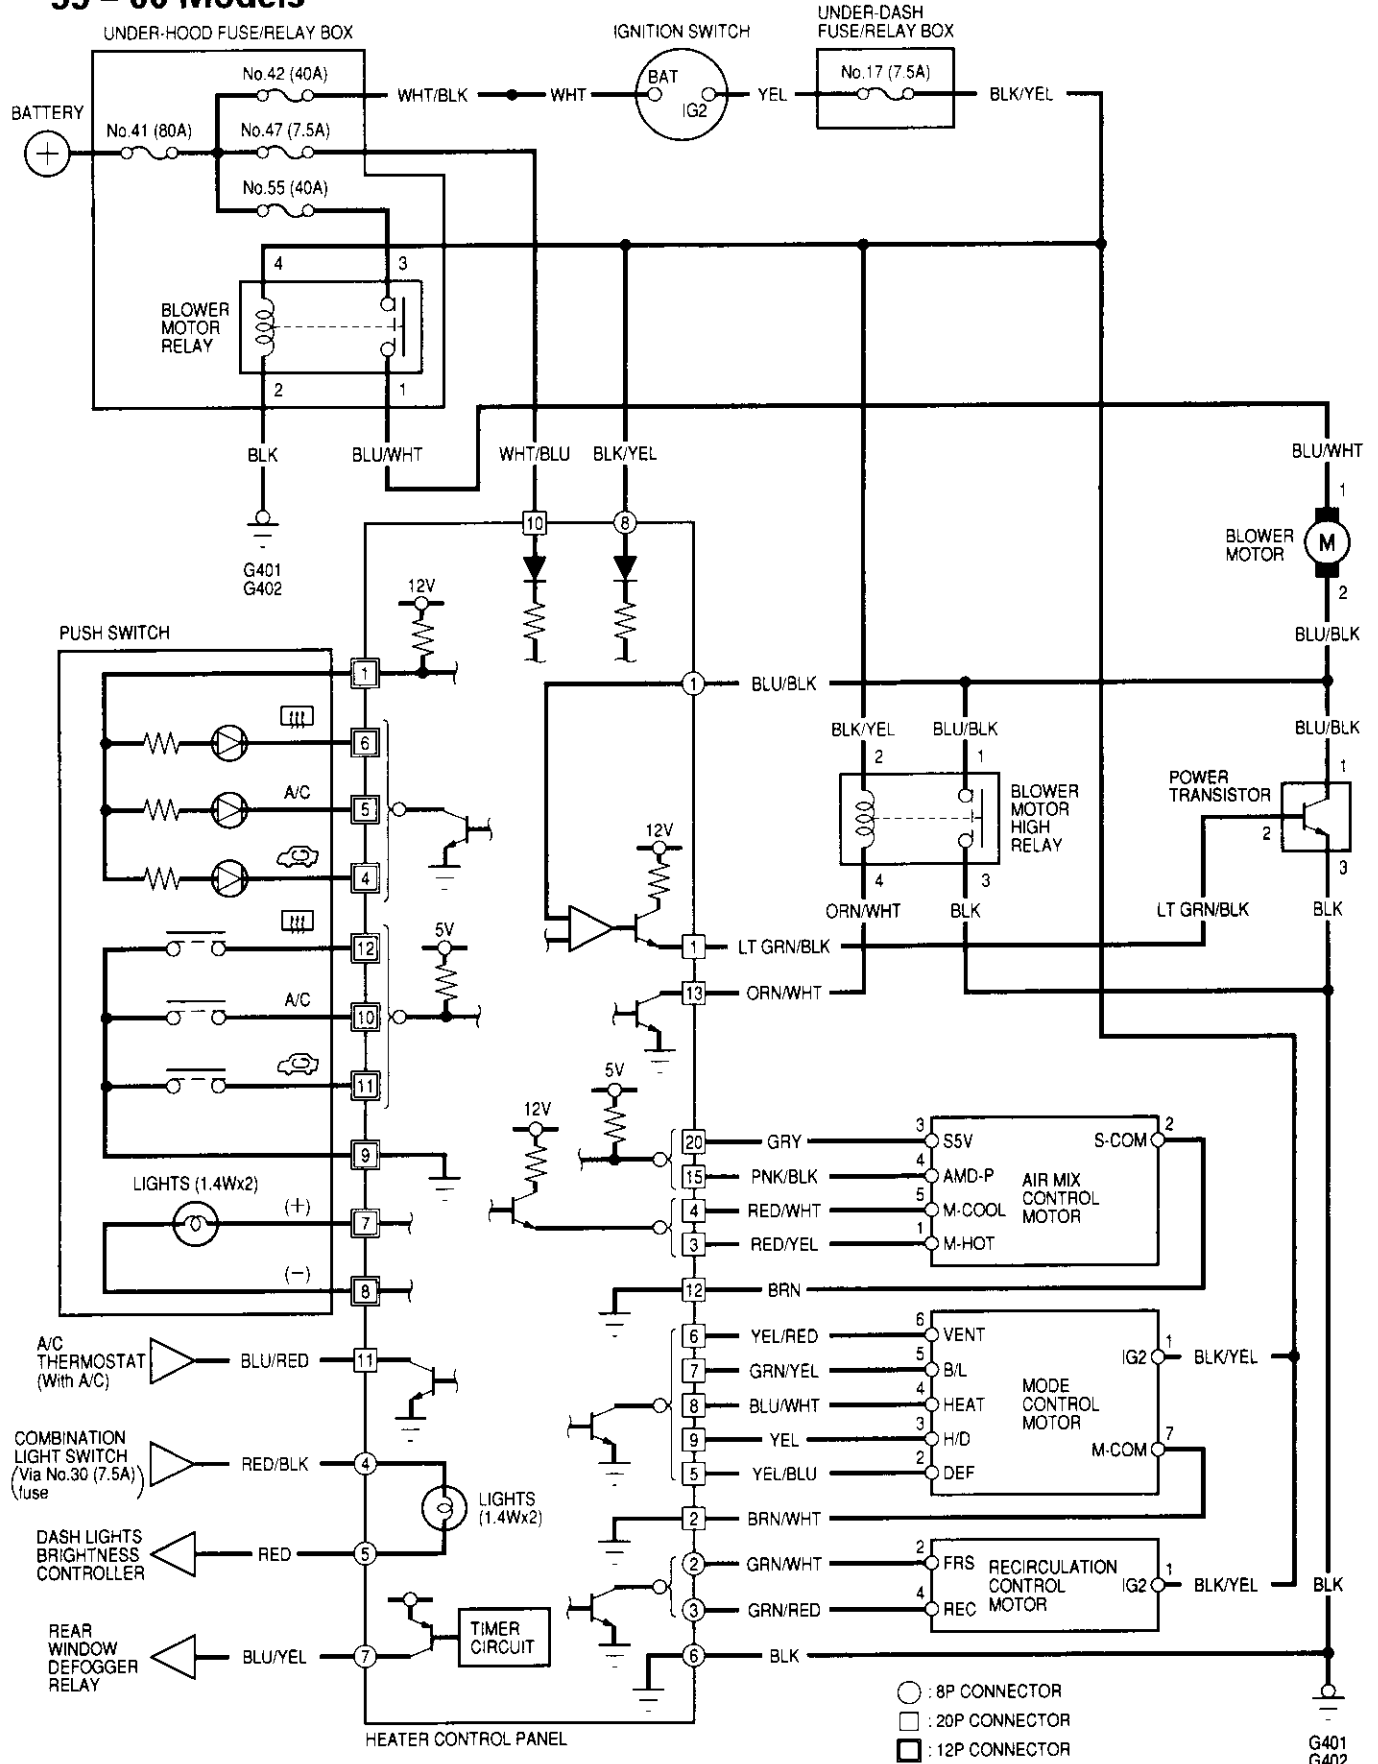 Models
UNDER-HOOD FUSE/RELAY BOX
IGNITION SWITCH
UNDER-DASH
FUSE/RELAY BOX
No.42 (40A)
WHT/BLK
WHT
BAT
IG2
YEL
No.17 (7.5A)
BLK/YEL
BATTERY
+
No.41 (80A)
No.47 (7.5A)
No.55 (40A)
4
3
BLOWER
MOTOR
RELAY
2
1
BLK
BLU/WHT
WHT/BLU
BLK/YEL
BLU/WHT
1
10
8
BLOWER
MOTOR
M
2
G401
G402
12V
BLU/BLK
PUSH SWITCH
1
1
BLU/BLK
BLK/YEL
BLU/BLK
BLU/BLK
6
2
1
1
A/C
5
BLOWER
MOTOR
HIGH
RELAY
POWER
TRANSISTOR
2
12V
4
4
3
3
ORN/WHT
BLK
LT GRN/BLK
BLK
12
5V
1
LT GRN/BLK
A/C
10
13
ORN/WHT
11
5V
12V
9
20
GRY
3
S5V
S-COM
2
15
PNK/BLK
4
AMD-P
AIR MIX
CONTROL
MOTOR
LIGHTS (1.4Wx2)
(+)
7
4
RED/WHT
5
M-COOL
3
RED/YEL
1
M-HOT
(−)
8
12
BRN
A/C
THERMOSTAT
(With A/C)
BLU/RED
11
6
YEL/RED
6
VENT
IG2
1
BLK/YEL
7
GRN/YEL
5
B/L
8
BLU/WHT
4
HEAT
MODE
CONTROL
MOTOR
9
YEL
3
H/D
M-COM
7
5
YEL/BLU
2
DEF
COMBINATION
LIGHT SWITCH
(Via No.30 (7.5A)
fuse)
RED/BLK
4
LIGHTS
(1.4Wx2)
2
BRN/WHT
DASH LIGHTS
BRIGHTNESS
CONTROLLER
RED
5
2
GRN/WHT
2
FRS
RECIRCULATION
CONTROL
MOTOR
IG2
1
BLK/YEL
BLK
3
GRN/RED
4
REC
REAR
WINDOW
DEFOGGER
RELAY
BLU/YEL
7
TIMER
CIRCUIT
6
BLK
: 8P CONNECTOR
: 20P CONNECTOR
: 12P CONNECTOR
HEATER CONTROL PANEL
G401
G402